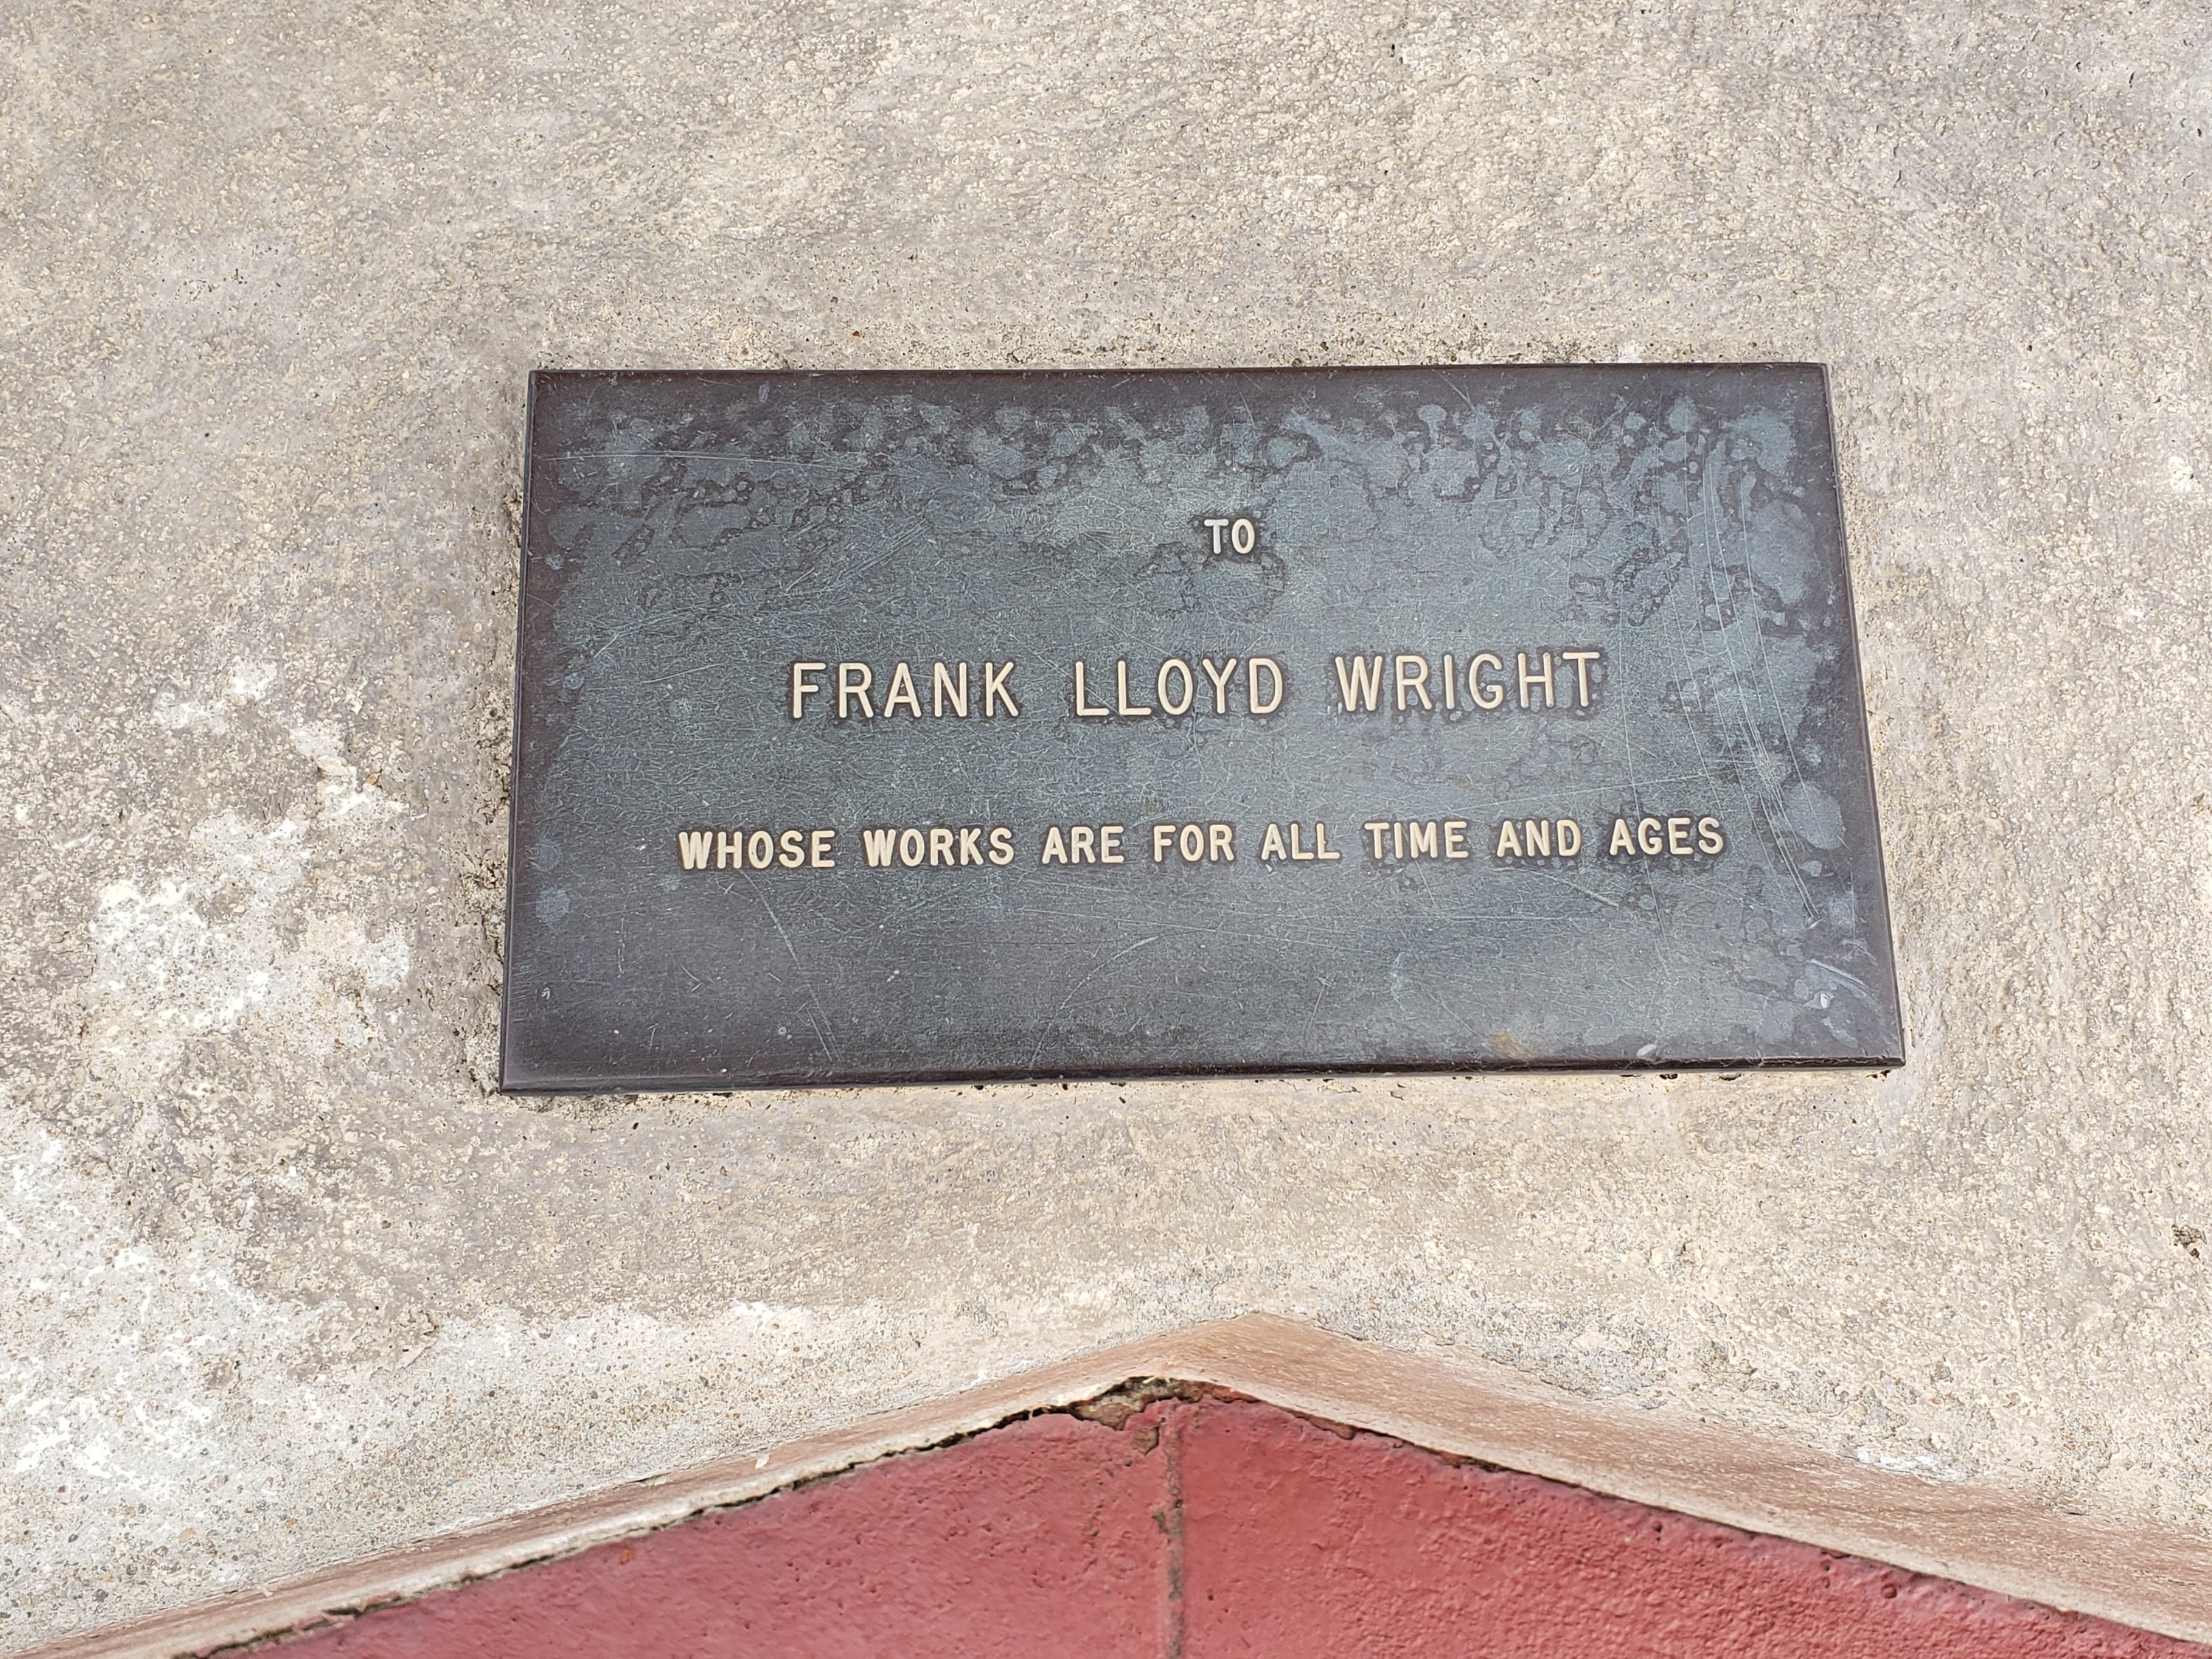 TO
FRANK LLOYD WRIGHT
WHOSE WORKS ARE FOR ALL TIME AND AGES